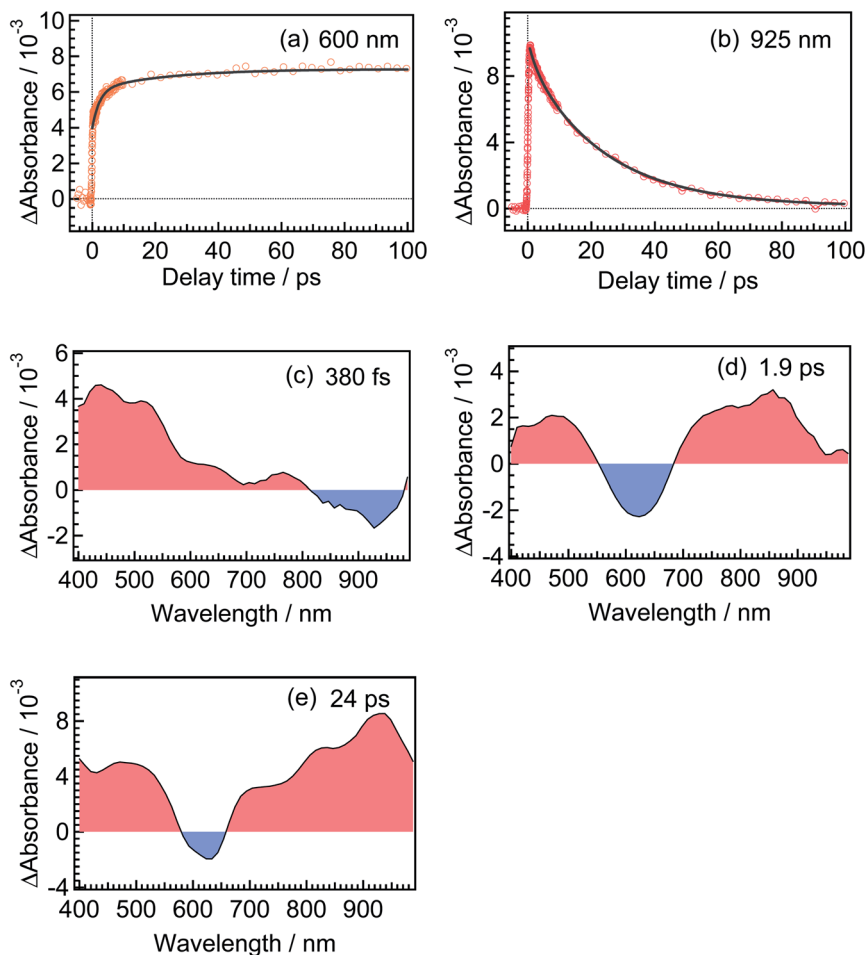 (a) 600 nm
ΔAbsorbance / 10⁻³
10
8
6
4
2
0
0 20 40 60 80 100
Delay time / ps
(b) 925 nm
ΔAbsorbance / 10⁻³
12
8
4
0
0 20 40 60 80 100
Delay time / ps
(c) 380 fs
ΔAbsorbance / 10⁻³
6
4
2
0
-2
400 500 600 700 800 900
Wavelength / nm
(d) 1.9 ps
ΔAbsorbance / 10⁻³
4
2
0
-2
-4
400 500 600 700 800 900
Wavelength / nm
(e) 24 ps
ΔAbsorbance / 10⁻³
8
4
0
-4
400 500 600 700 800 900
Wavelength / nm